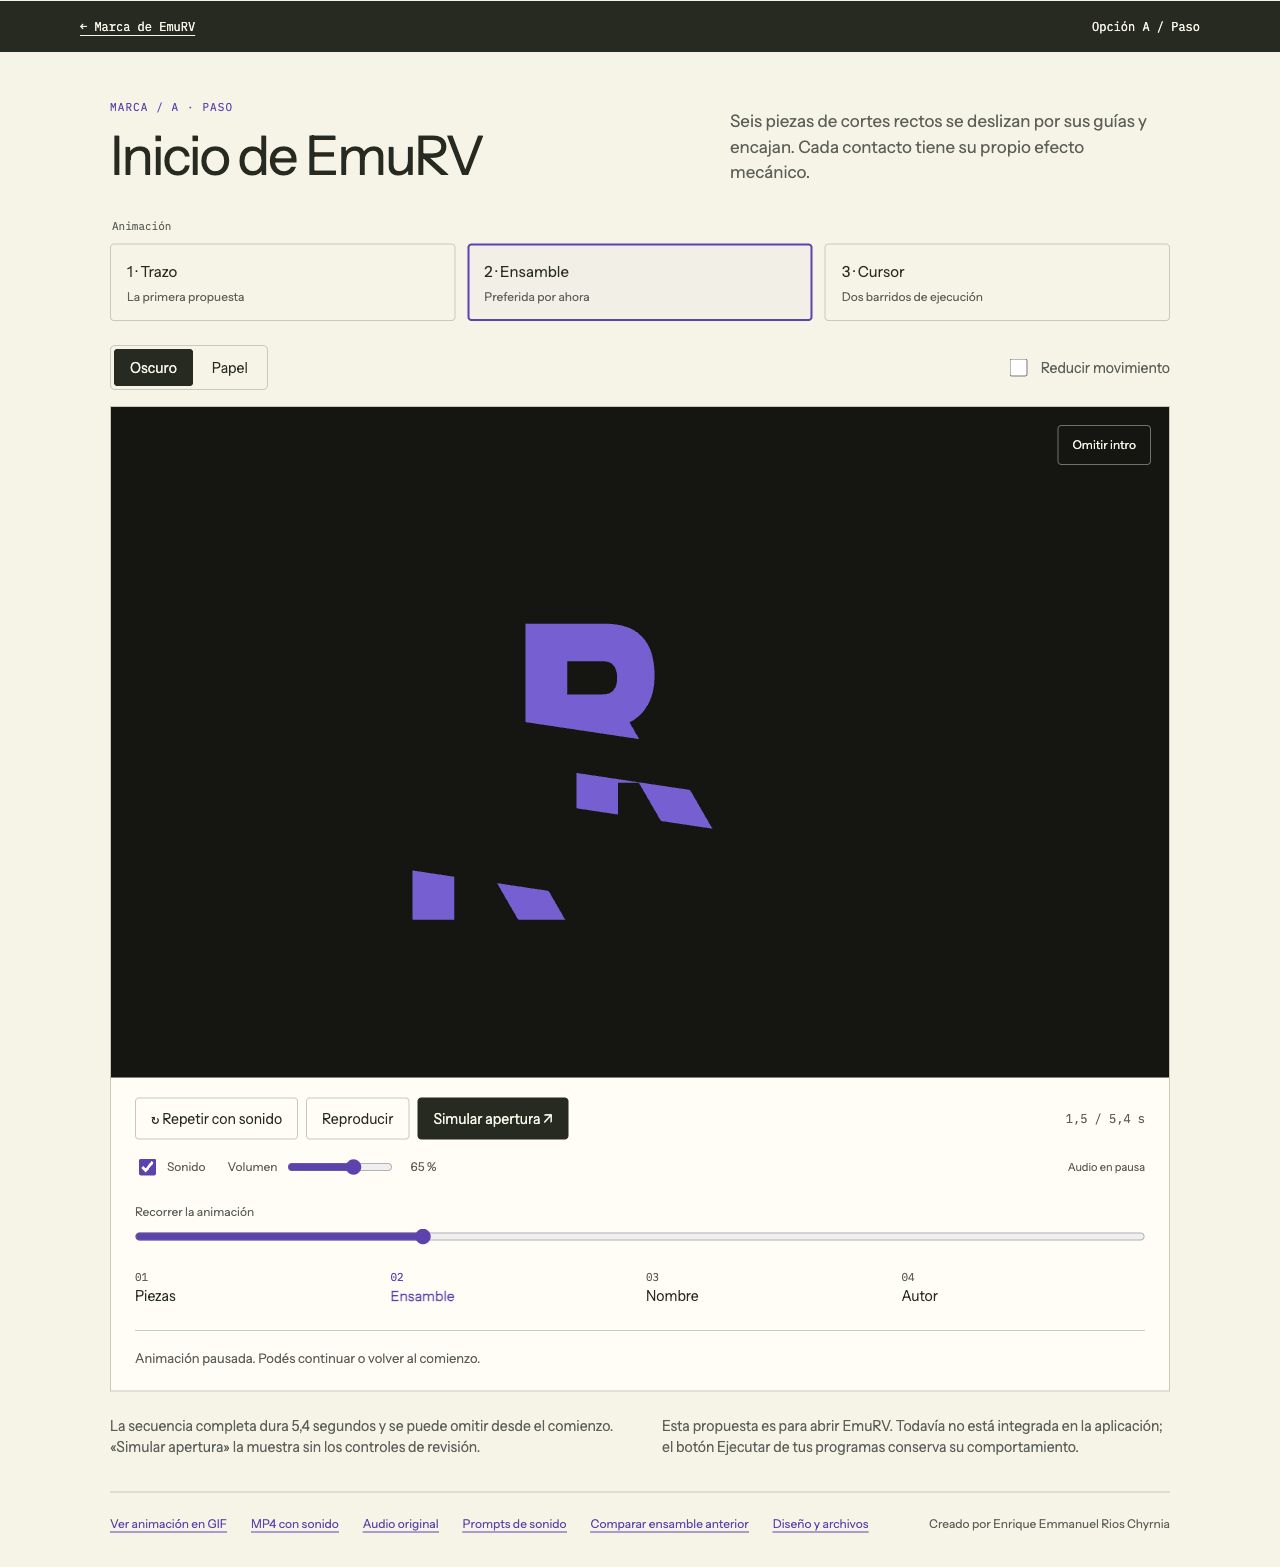 ← Marca de EmuRV
Opción A / Paso
MARCA / A · PASO
Inicio de EmuRV
Seis piezas de cortes rectos se deslizan por sus guías y
encajan. Cada contacto tiene su propio efecto
mecánico.
Animación
1 · Trazo
La primera propuesta
2 · Ensamble
Preferida por ahora
3 · Cursor
Dos barridos de ejecución
Oscuro
Papel
Reducir movimiento
Omitir intro
R
↻ Repetir con sonido
Reproducir
Simular apertura ↗
1,5 / 5,4 s
Sonido
Volumen
65 %
Audio en pausa
Recorrer la animación
01
Piezas
02
Ensamble
03
Nombre
04
Autor
Animación pausada. Podés continuar o volver al comienzo.
La secuencia completa dura 5,4 segundos y se puede omitir desde el comienzo.
«Simular apertura» la muestra sin los controles de revisión.
Esta propuesta es para abrir EmuRV. Todavía no está integrada en la aplicación;
el botón Ejecutar de tus programas conserva su comportamiento.
Ver animación en GIF
MP4 con sonido
Audio original
Prompts de sonido
Comparar ensamble anterior
Diseño y archivos
Creado por Enrique Emmanuel Rios Chyrnia